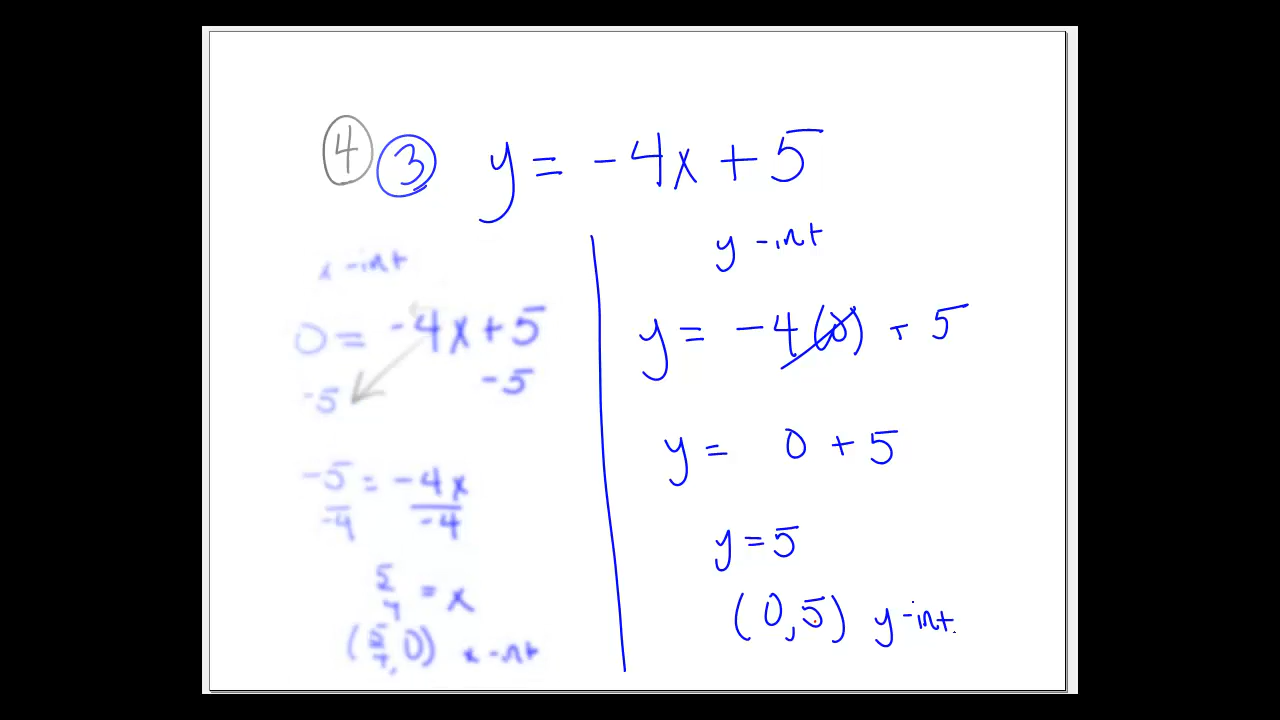 ④ ③ y = -4x + 5
x-int
0 = -4x + 5
-5 -5
-5 = -4x
-4 -4
5/4 = x
(5/4, 0) x-int
y-int
y = -4(0) + 5
y = 0 + 5
y = 5
(0,5) y-int.